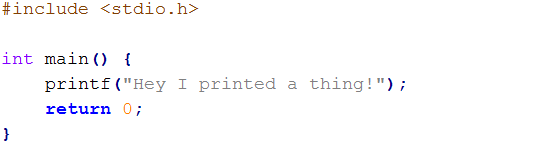 #include <stdio.h>
int main() {
    printf("Hey I printed a thing!");
    return 0;
}